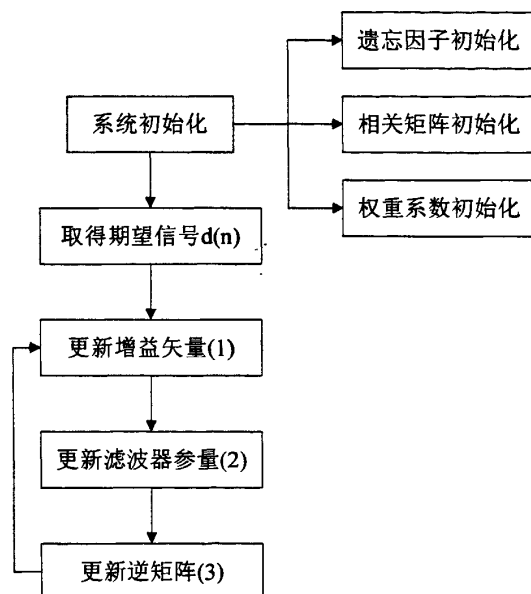 遗忘因子初始化
系统初始化
相关矩阵初始化
权重系数初始化
取得期望信号d(n)
更新增益矢量(1)
更新滤波器参量(2)
更新逆矩阵(3)